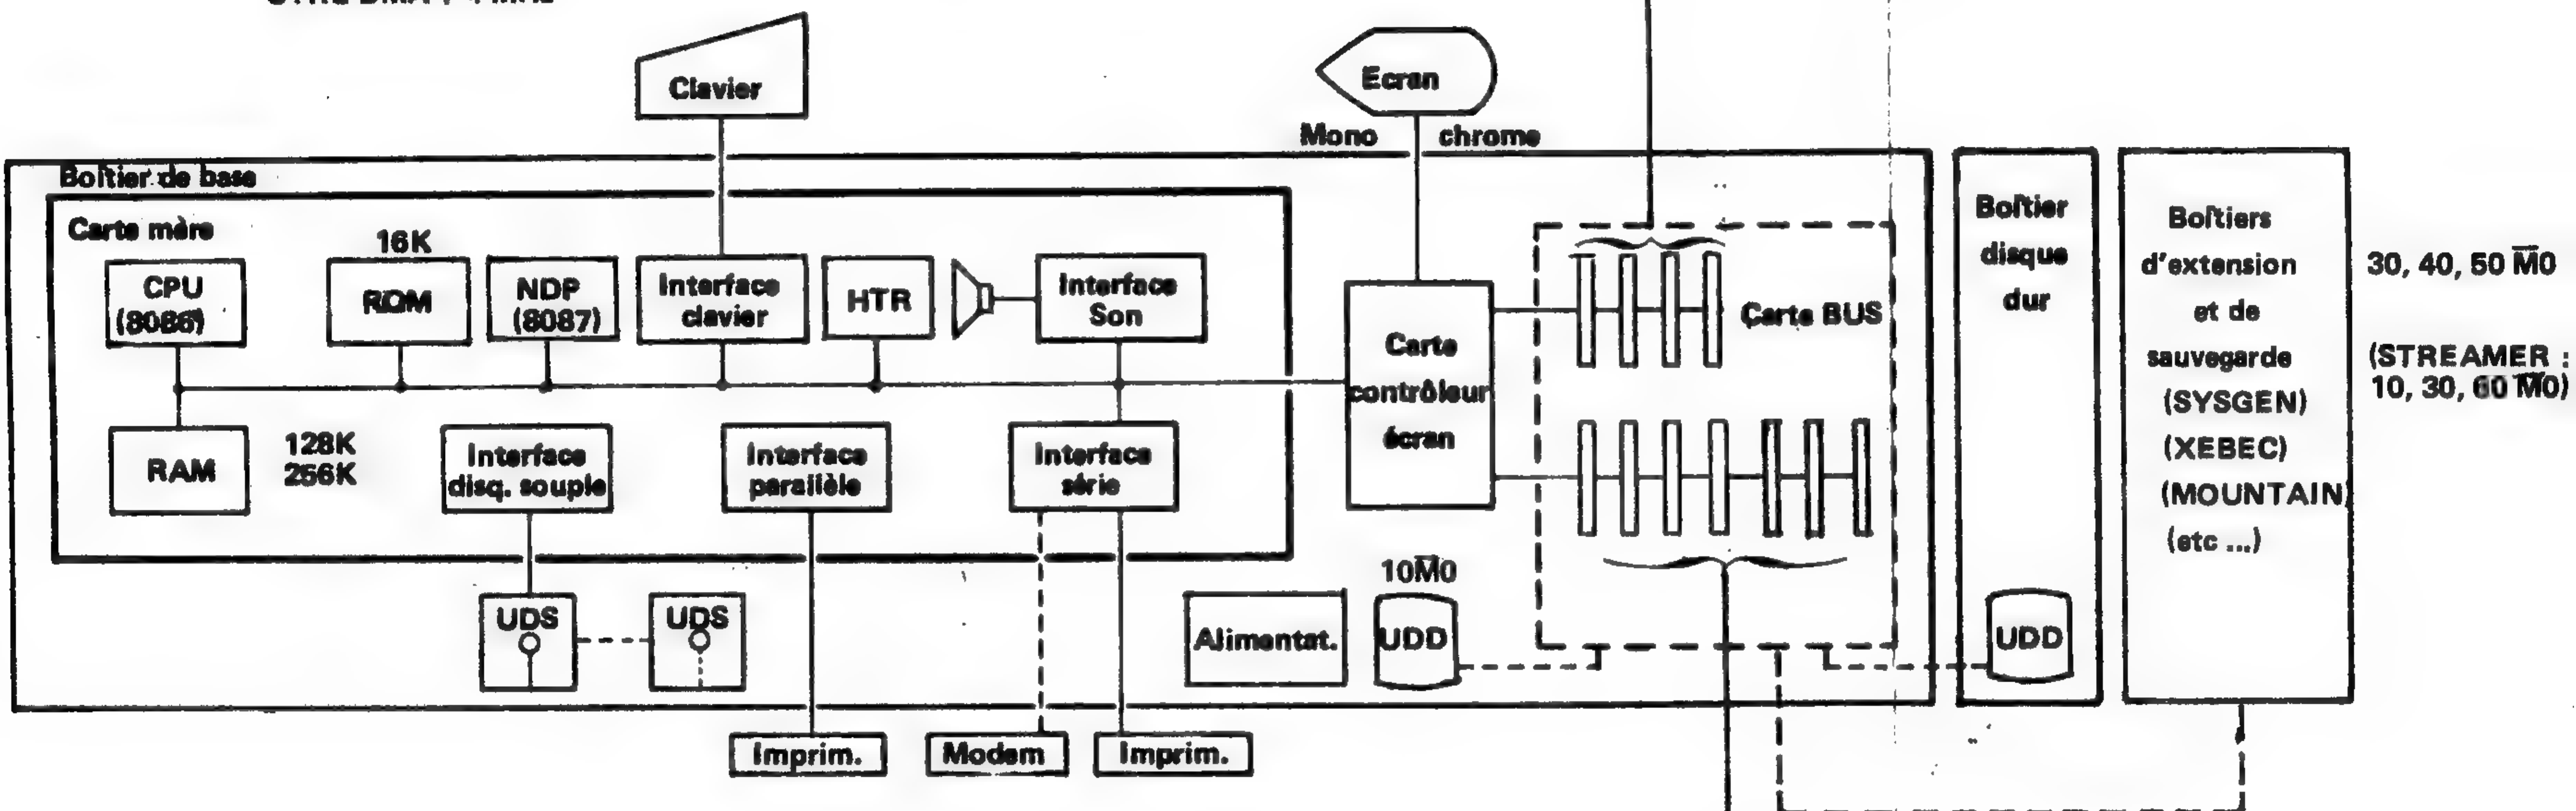 Clavier
Ecran
Mono chrome
Boîtier de base
Carte mère
16K
CPU
(8086)
ROM
NDP
(8087)
Interface
clavier
HTR
Interface
Son
RAM
128K
256K
Interface
disq. souple
Interface
parallèle
Interface
série
Carte
contrôleur
écran
Carte BUS
UDS
UDS
Alimentat.
10M̅0
UDD
Imprim.
Modem
Imprim.
Boîtier
disque
dur
UDD
Boîtiers
d'extension
et de
sauvegarde
(SYSGEN)
(XEBEC)
(MOUNTAIN)
(etc ...)
30, 40, 50 M̅0
(STREAMER :
10, 30, 60 M̅0)